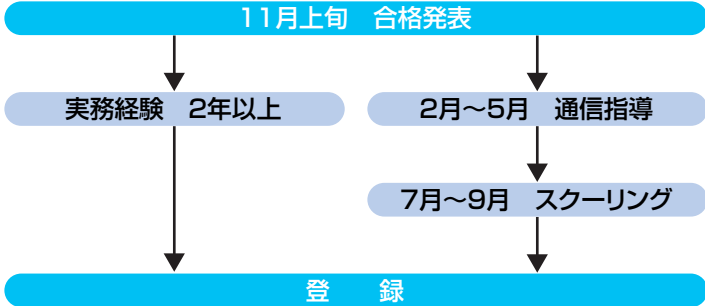 11月上旬　合格発表
実務経験　2年以上
2月～5月　通信指導
7月～9月　スクーリング
登　録